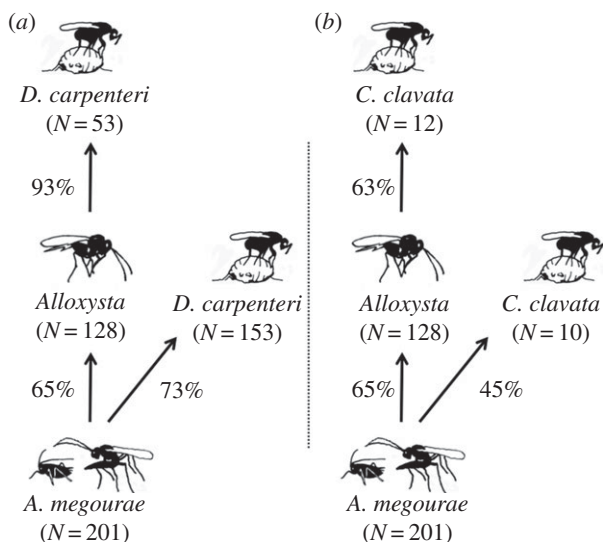 (a)
D. carpenteri
(N = 53)
93%
Alloxysta
(N = 128)
D. carpenteri
(N = 153)
65%
73%
A. megourae
(N = 201)
(b)
C. clavata
(N = 12)
63%
Alloxysta
(N = 128)
C. clavata
(N = 10)
65%
45%
A. megourae
(N = 201)